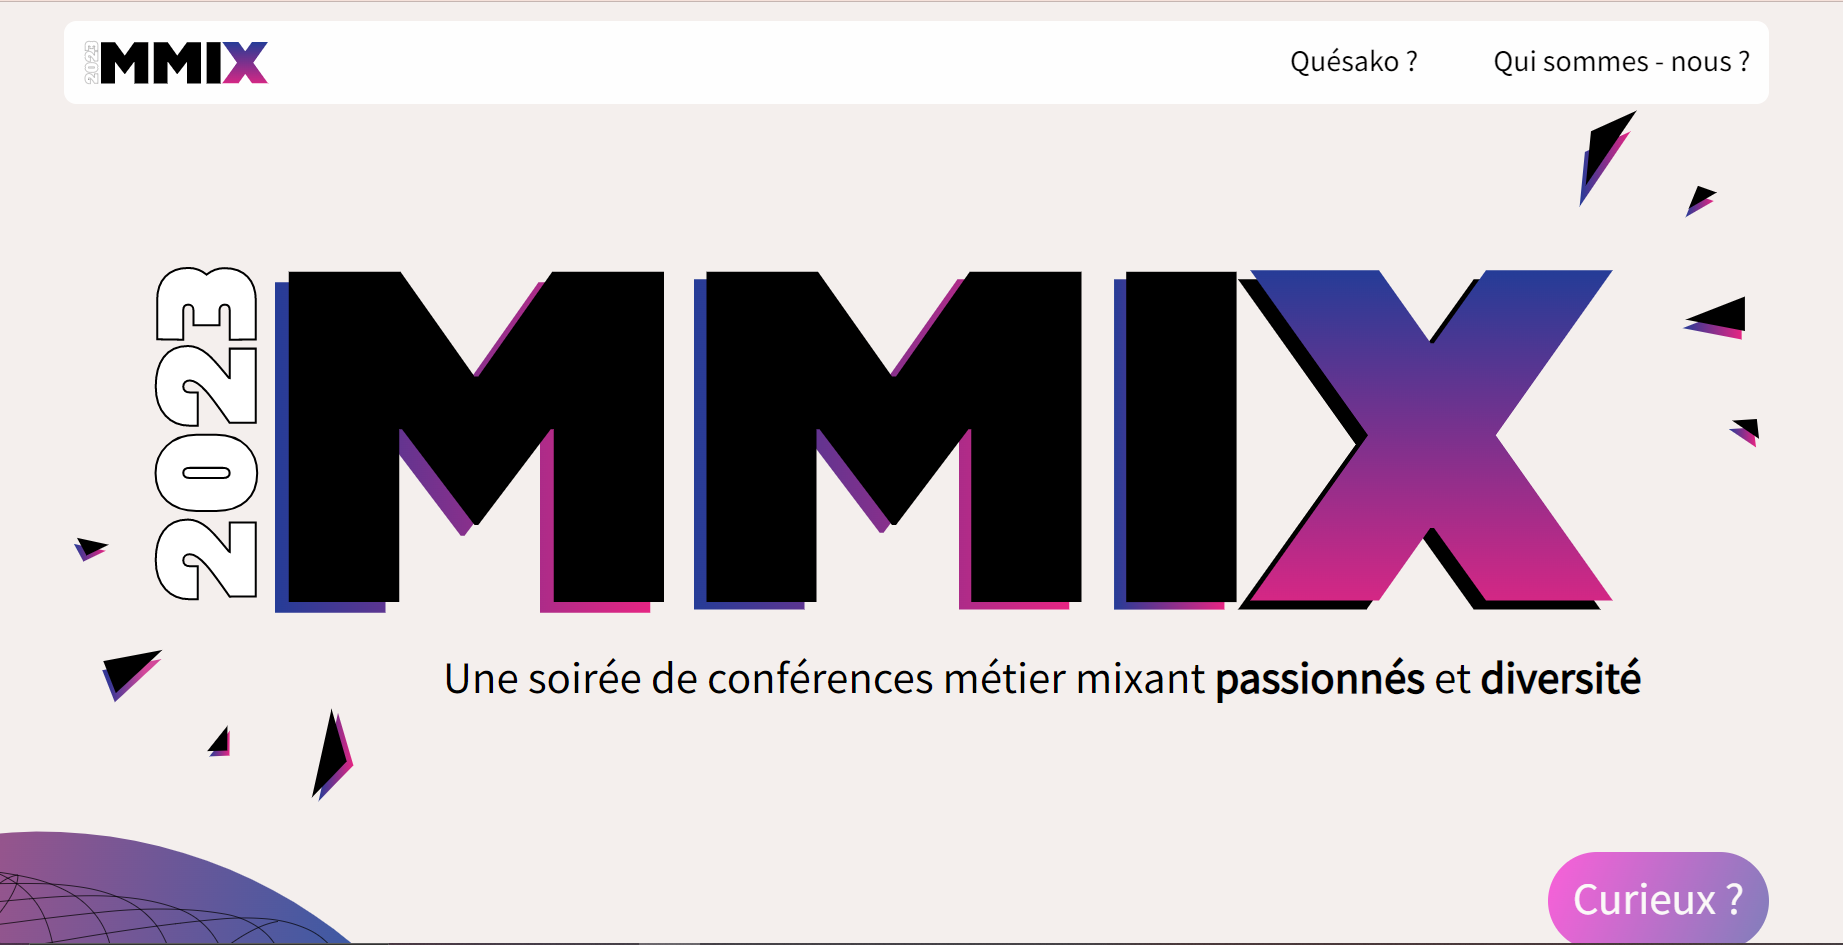 2023 MMIX
Quésako ?
Qui sommes - nous ?
2023 MMIX
Une soirée de conférences métier mixant passionnés et diversité
Curieux ?